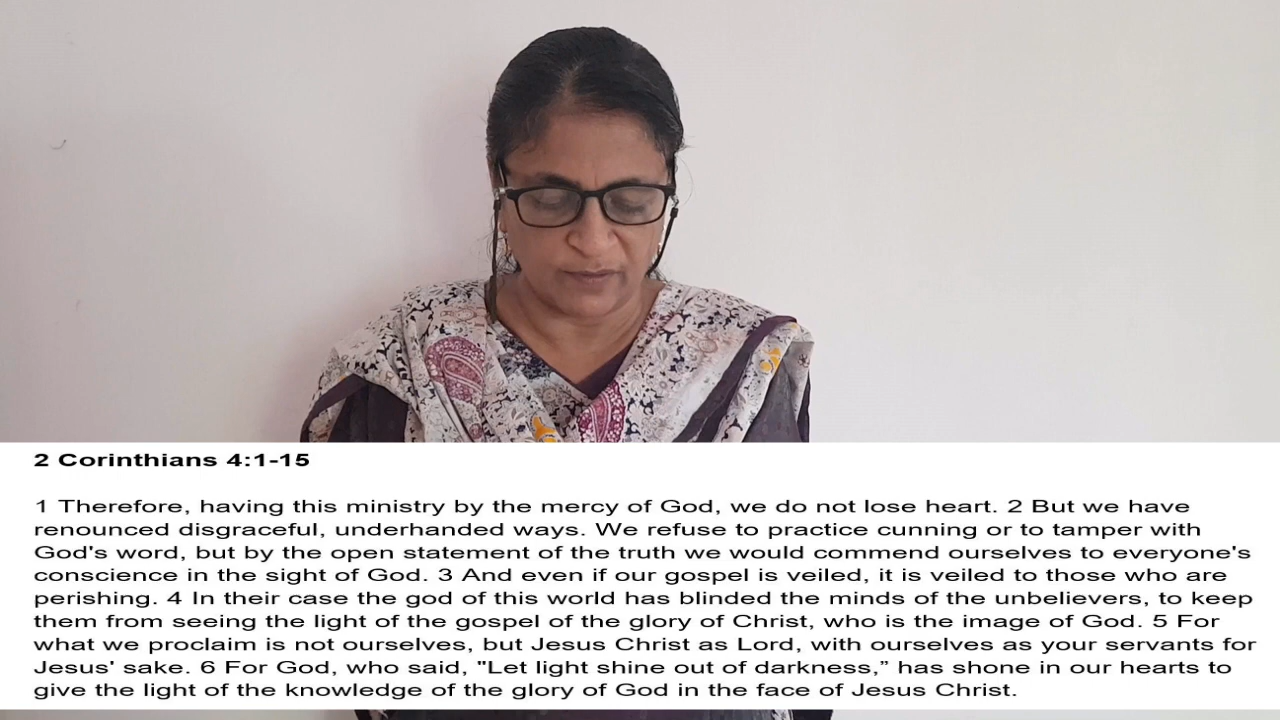 2 Corinthians 4:1-15
1 Therefore, having this ministry by the mercy of God, we do not lose heart. 2 But we have
renounced disgraceful, underhanded ways. We refuse to practice cunning or to tamper with
God's word, but by the open statement of the truth we would commend ourselves to everyone's
conscience in the sight of God. 3 And even if our gospel is veiled, it is veiled to those who are
perishing. 4 In their case the god of this world has blinded the minds of the unbelievers, to keep
them from seeing the light of the gospel of the glory of Christ, who is the image of God. 5 For
what we proclaim is not ourselves, but Jesus Christ as Lord, with ourselves as your servants for
Jesus' sake. 6 For God, who said, "Let light shine out of darkness,” has shone in our hearts to
give the light of the knowledge of the glory of God in the face of Jesus Christ.